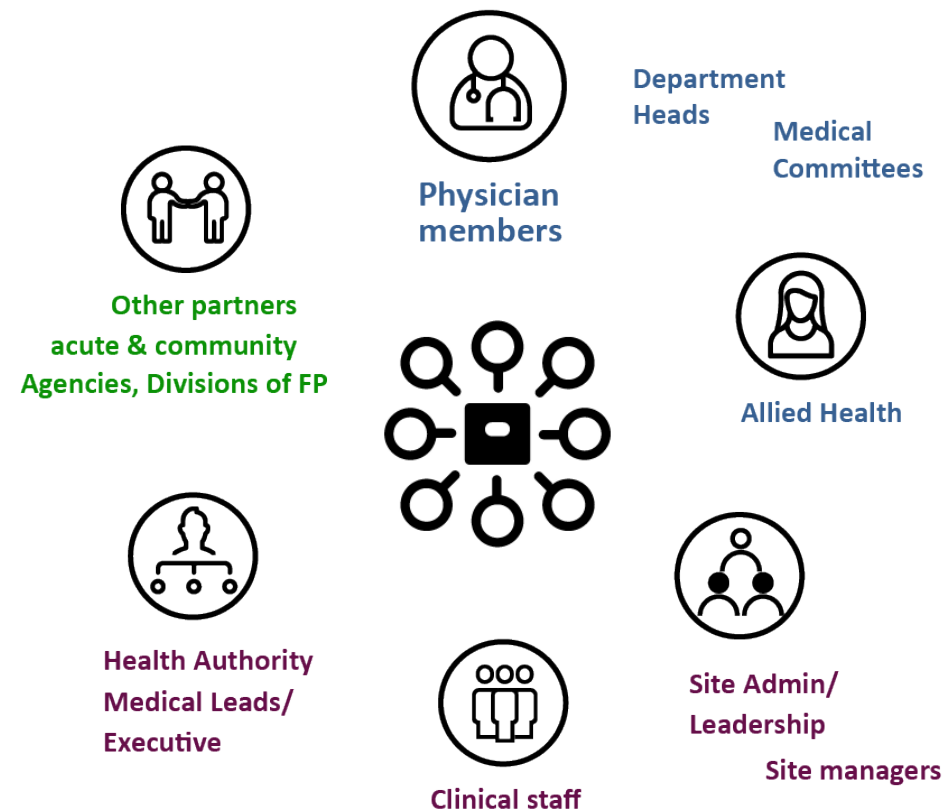 Physician
members
Department
Heads
Medical
Committees
Other partners
acute & community
Agencies, Divisions of FP
Allied Health
Health Authority
Medical Leads/
Executive
Site Admin/
Leadership
Site managers
Clinical staff